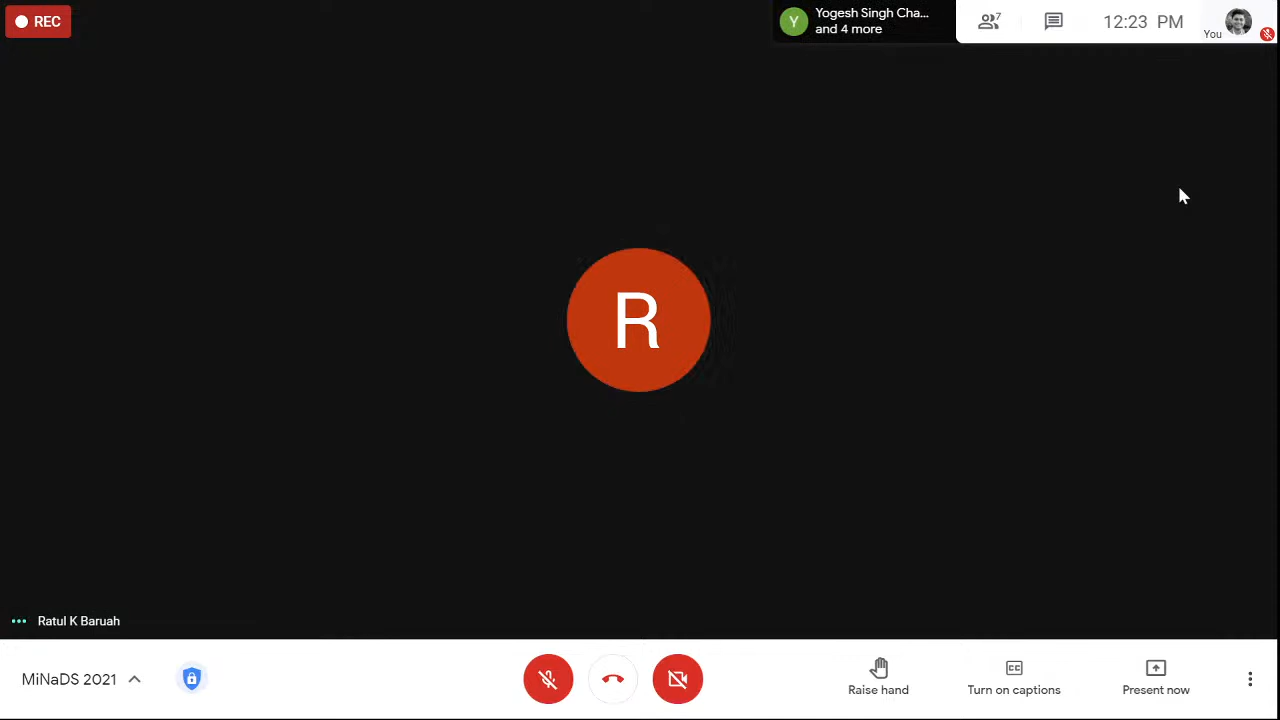 REC
Y
Yogesh Singh Cha...
and 4 more
7
12:23 PM
You
R
Ratul K Baruah
MiNaDS 2021
CC
Raise hand
Turn on captions
Present now